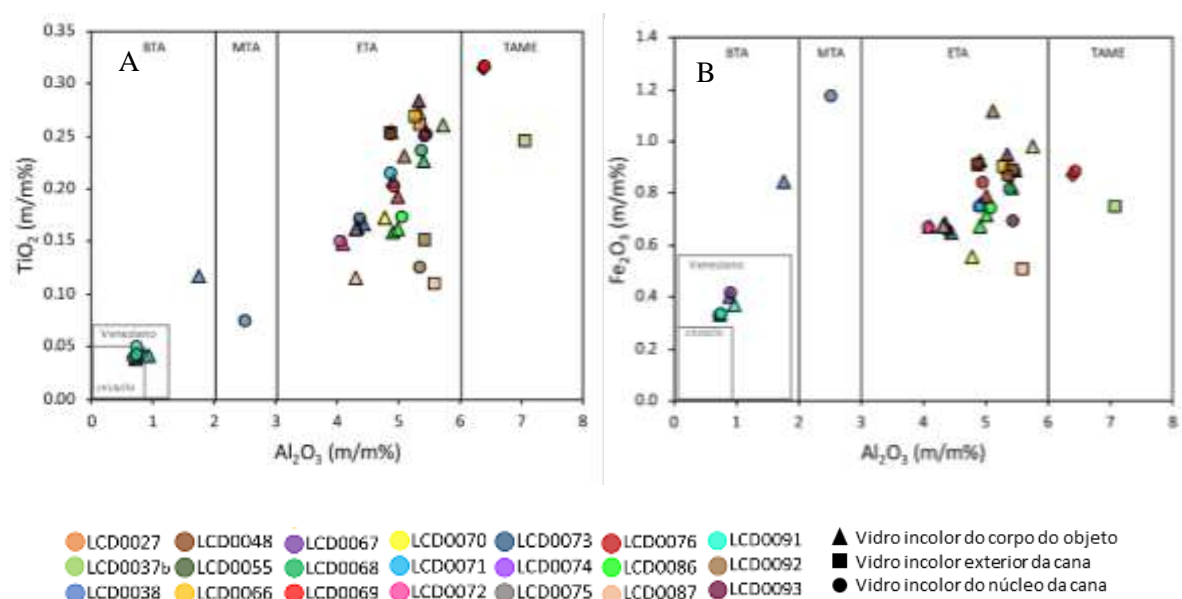 A
BTA MTA ETA TAME
TiO₂ (m/m%)
0.35
0.30
0.25
0.20
0.15
0.10
0.05
0.00
Veneziano
cristallo
0 1 2 3 4 5 6 7 8
Al₂O₃ (m/m%)
B
BTA MTA ETA TAME
Fe₂O₃ (m/m%)
1.4
1.2
1.0
0.8
0.6
0.4
0.2
0.0
Veneziano
cristallo
0 1 2 3 4 5 6 7 8
Al₂O₃ (m/m%)
LCD0027 LCD0048 LCD0067 LCD0070 LCD0073 LCD0076 LCD0091
LCD0037b LCD0055 LCD0068 LCD0071 LCD0074 LCD0086 LCD0092
LCD0038 LCD0066 LCD0069 LCD0072 LCD0075 LCD0087 LCD0093
Vidro incolor do corpo do objeto
Vidro incolor exterior da cana
Vidro incolor do núcleo da cana